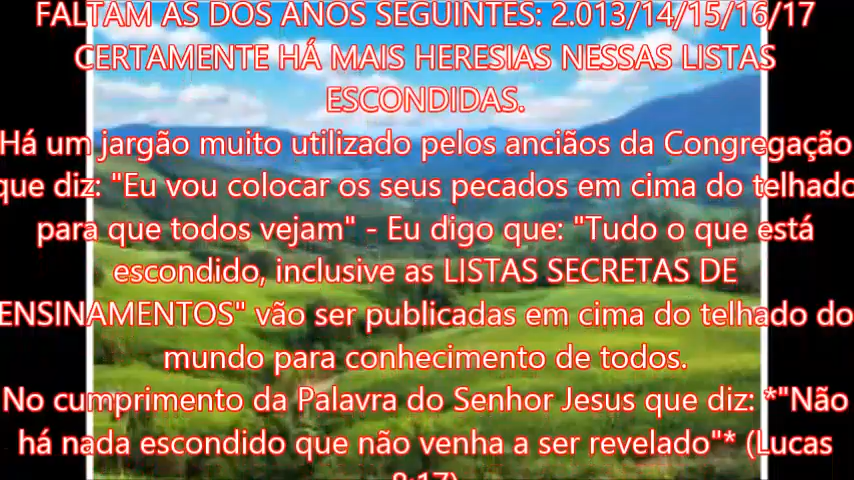 FALTAM AS DOS ANOS SEGUINTES: 2.013/14/15/16/17
CERTAMENTE HÁ MAIS HERESIAS NESSAS LISTAS
ESCONDIDAS.
Há um jargão muito utilizado pelos anciãos da Congregação
que diz: "Eu vou colocar os seus pecados em cima do telhado
para que todos vejam" - Eu digo que: "Tudo o que está
escondido, inclusive as LISTAS SECRETAS DE
ENSINAMENTOS" vão ser publicadas em cima do telhado do
mundo para conhecimento de todos.
No cumprimento da Palavra do Senhor Jesus que diz: *"Não
há nada escondido que não venha a ser revelado"* (Lucas
8:17)